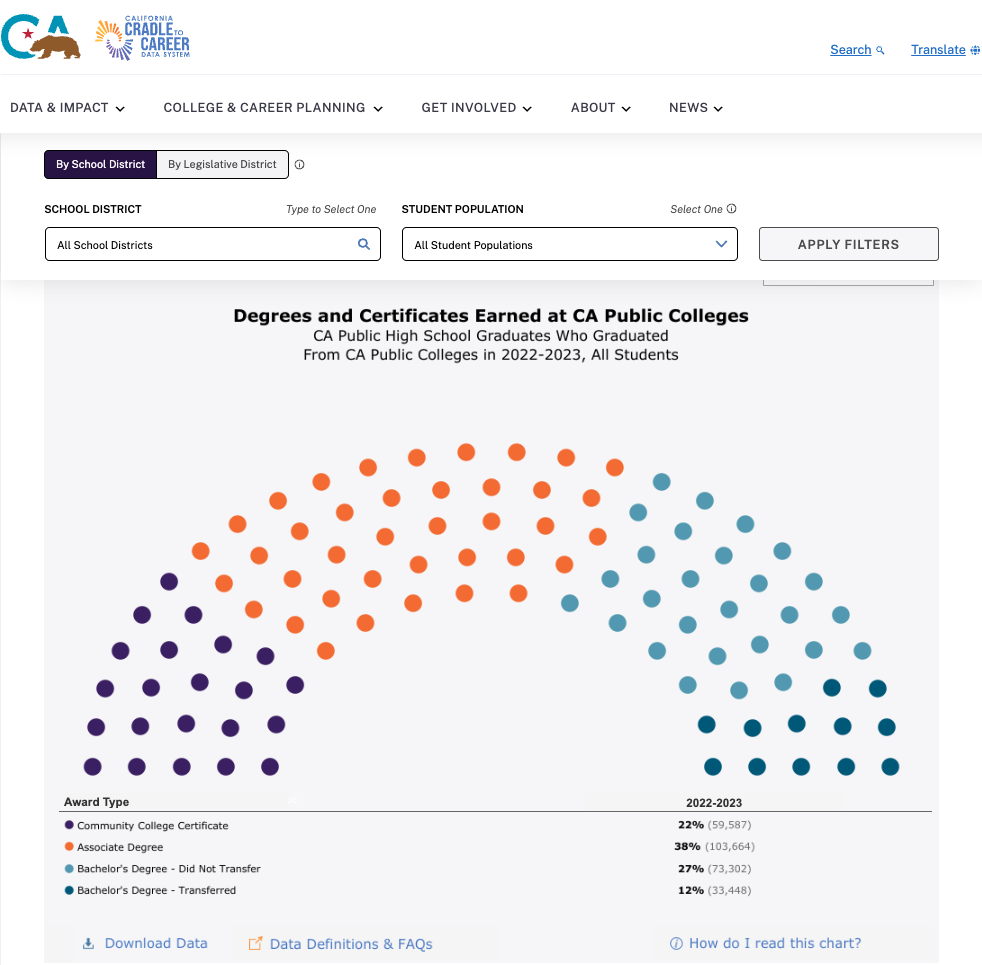 CA
CALIFORNIA
CRADLE TO
CAREER
DATA SYSTEM
Search
Translate
DATA & IMPACT
COLLEGE & CAREER PLANNING
GET INVOLVED
ABOUT
NEWS
By School District
By Legislative District
SCHOOL DISTRICT
Type to Select One
STUDENT POPULATION
Select One
All School Districts
All Student Populations
APPLY FILTERS
Degrees and Certificates Earned at CA Public Colleges
CA Public High School Graduates Who Graduated
From CA Public Colleges in 2022-2023, All Students
Award Type 2022-2023
Community College Certificate 22% (59,587)
Associate Degree 38% (103,664)
Bachelor's Degree - Did Not Transfer 27% (73,302)
Bachelor's Degree - Transferred 12% (33,448)
Download Data
Data Definitions & FAQs
How do I read this chart?